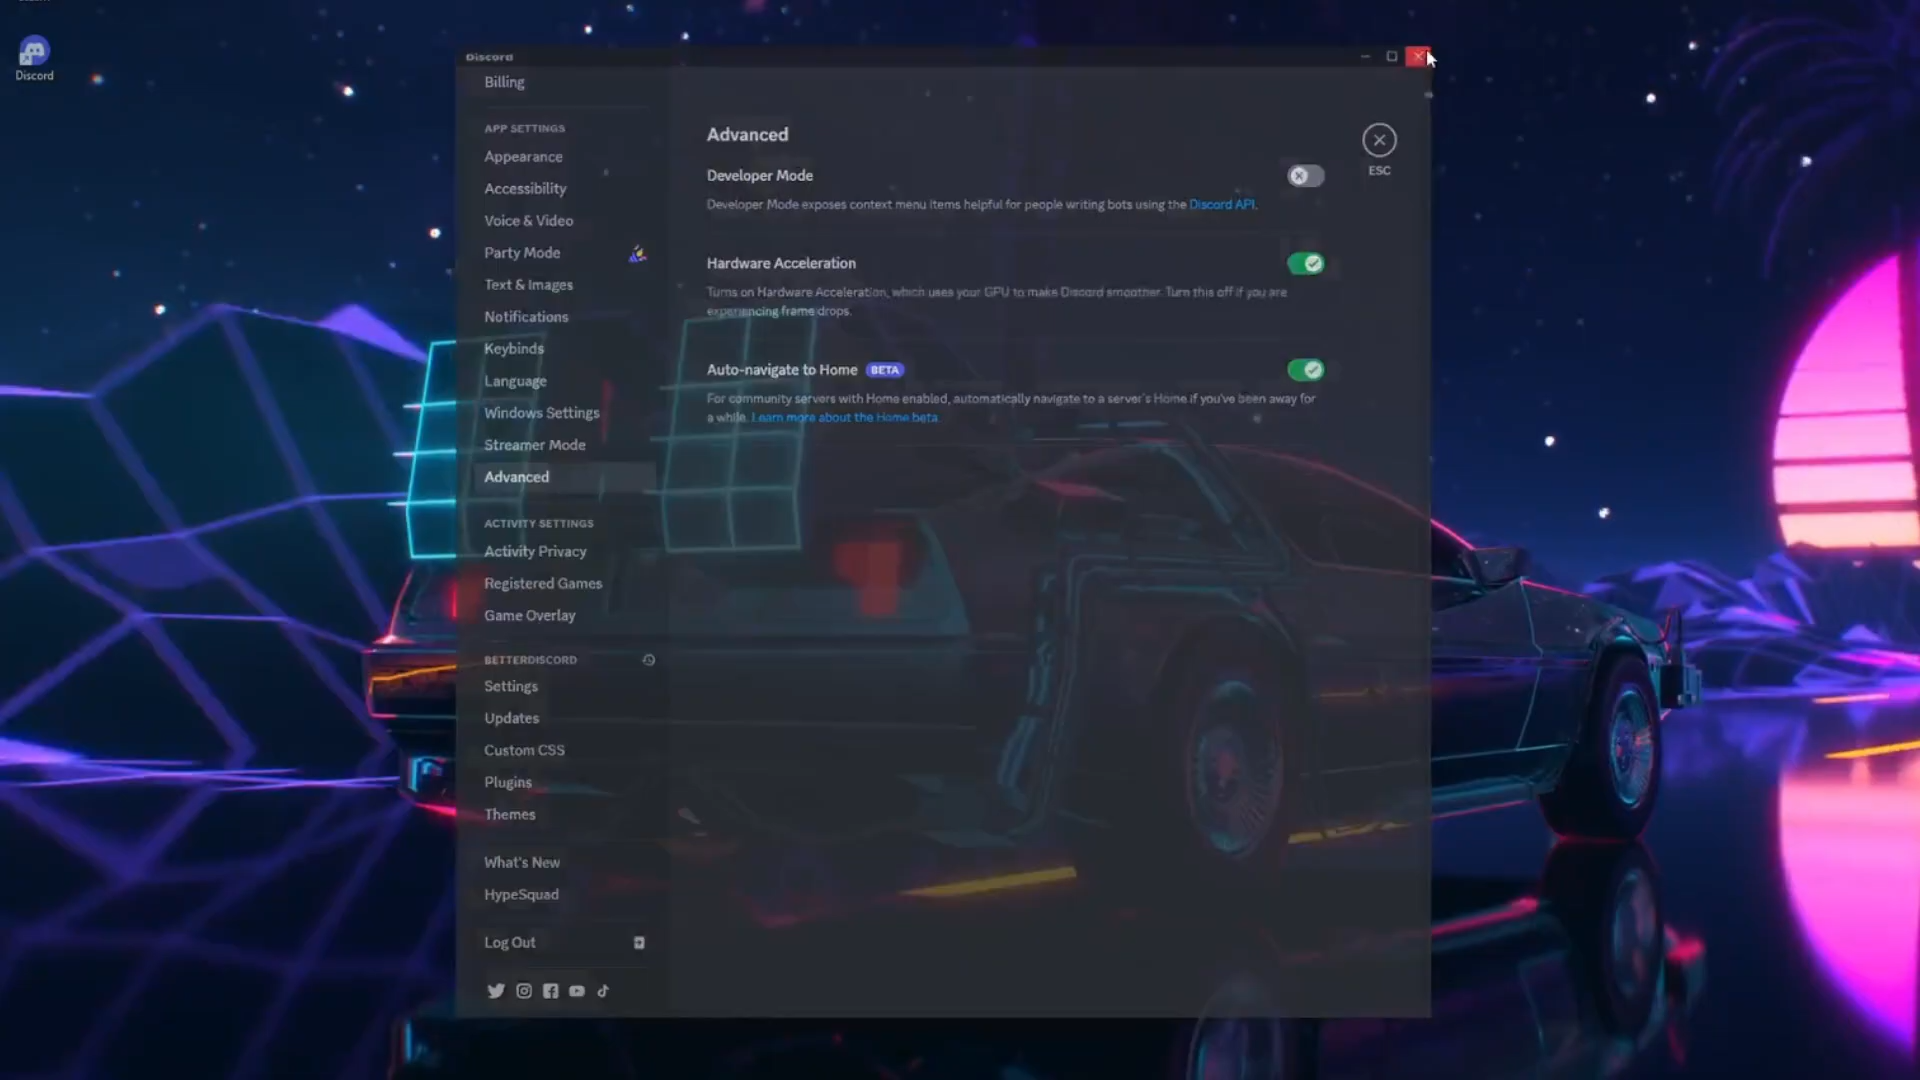 Discord
Discord
Billing
APP SETTINGS
Appearance
Accessibility
Voice & Video
Party Mode
Text & Images
Notifications
Keybinds
Language
Windows Settings
Streamer Mode
Advanced
ACTIVITY SETTINGS
Activity Privacy
Registered Games
Game Overlay
BETTERDISCORD
Settings
Updates
Custom CSS
Plugins
Themes
What's New
HypeSquad
Log Out
Advanced
ESC
Developer Mode
Developer Mode exposes context menu items helpful for people writing bots using the Discord API.
Hardware Acceleration
Turns on Hardware Acceleration, which uses your GPU to make Discord smoother. Turn this off if you are
experiencing frame drops.
Auto-navigate to Home BETA
For community servers with Home enabled, automatically navigate to a server's Home if you've been away for
a while. Learn more about the Home beta.